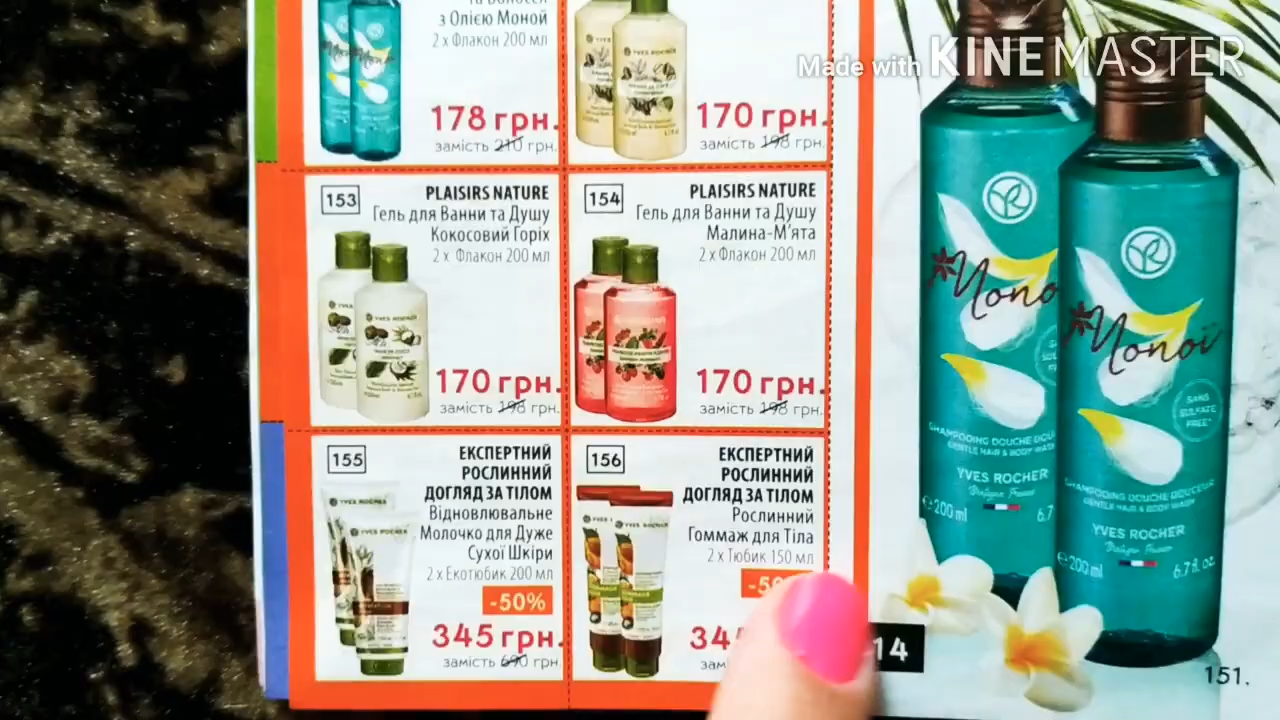 Made with KINEMASTER
з Олією Моной
2 x Флакон 200 мл
178 грн.
замість 210 грн.
170 грн.
замість 198 грн.
153
PLAISIRS NATURE
Гель для Ванни та Душу
Кокосовий Горіх
2 x Флакон 200 мл
170 грн.
замість 198 грн.
154
PLAISIRS NATURE
Гель для Ванни та Душу
Малина-М'ята
2 x Флакон 200 мл
170 грн.
замість 198 грн.
155
ЕКСПЕРТНИЙ
РОСЛИННИЙ
ДОГЛЯД ЗА ТІЛОМ
Відновлювальне
Молочко для Дуже
Сухої Шкіри
2 x Екотюбик 200 мл
-50%
345 грн.
замість 690 грн.
156
ЕКСПЕРТНИЙ
РОСЛИННИЙ
ДОГЛЯД ЗА ТІЛОМ
Рослинний
Гоммаж для Тіла
2 x Тюбик 150 мл
14
Monoï
SANS
SULFATE
FREE*
SHAMPOOING DOUCHE DOUCEUR
GENTLE HAIR & BODY WASH
YVES ROCHER
e 200 ml
6.7 fl. oz.
151.